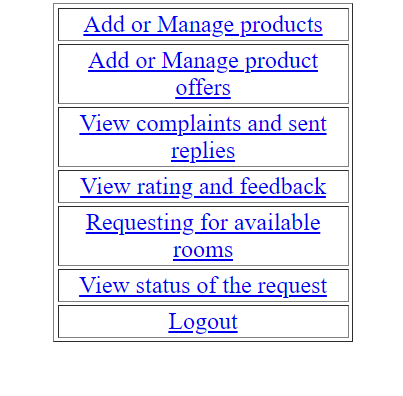 Add or Manage products
Add or Manage product
offers
View complaints and sent
replies
View rating and feedback
Requesting for available
rooms
View status of the request
Logout